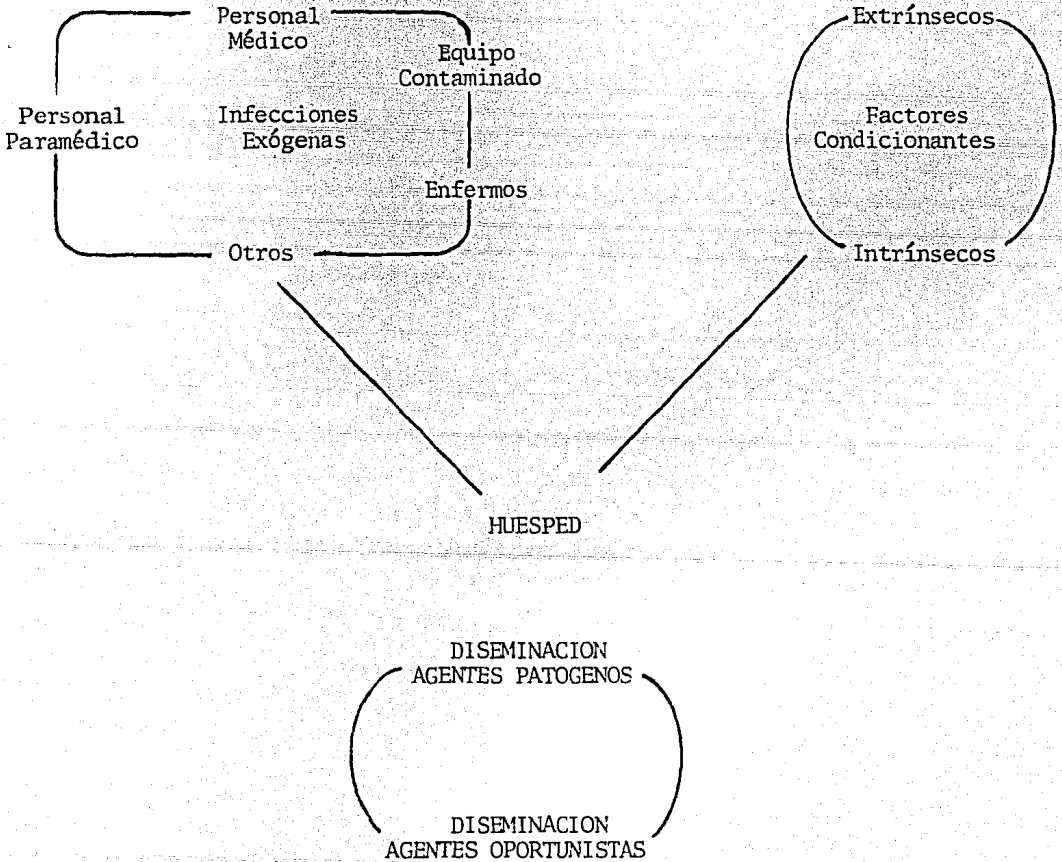 Personal
Médico
Equipo
Contaminado
Personal
Paramédico
Infecciones
Exógenas
Enfermos
Otros
Extrínsecos
Factores
Condicionantes
Intrínsecos
HUESPED
DISEMINACION
AGENTES PATOGENOS
DISEMINACION
AGENTES OPORTUNISTAS